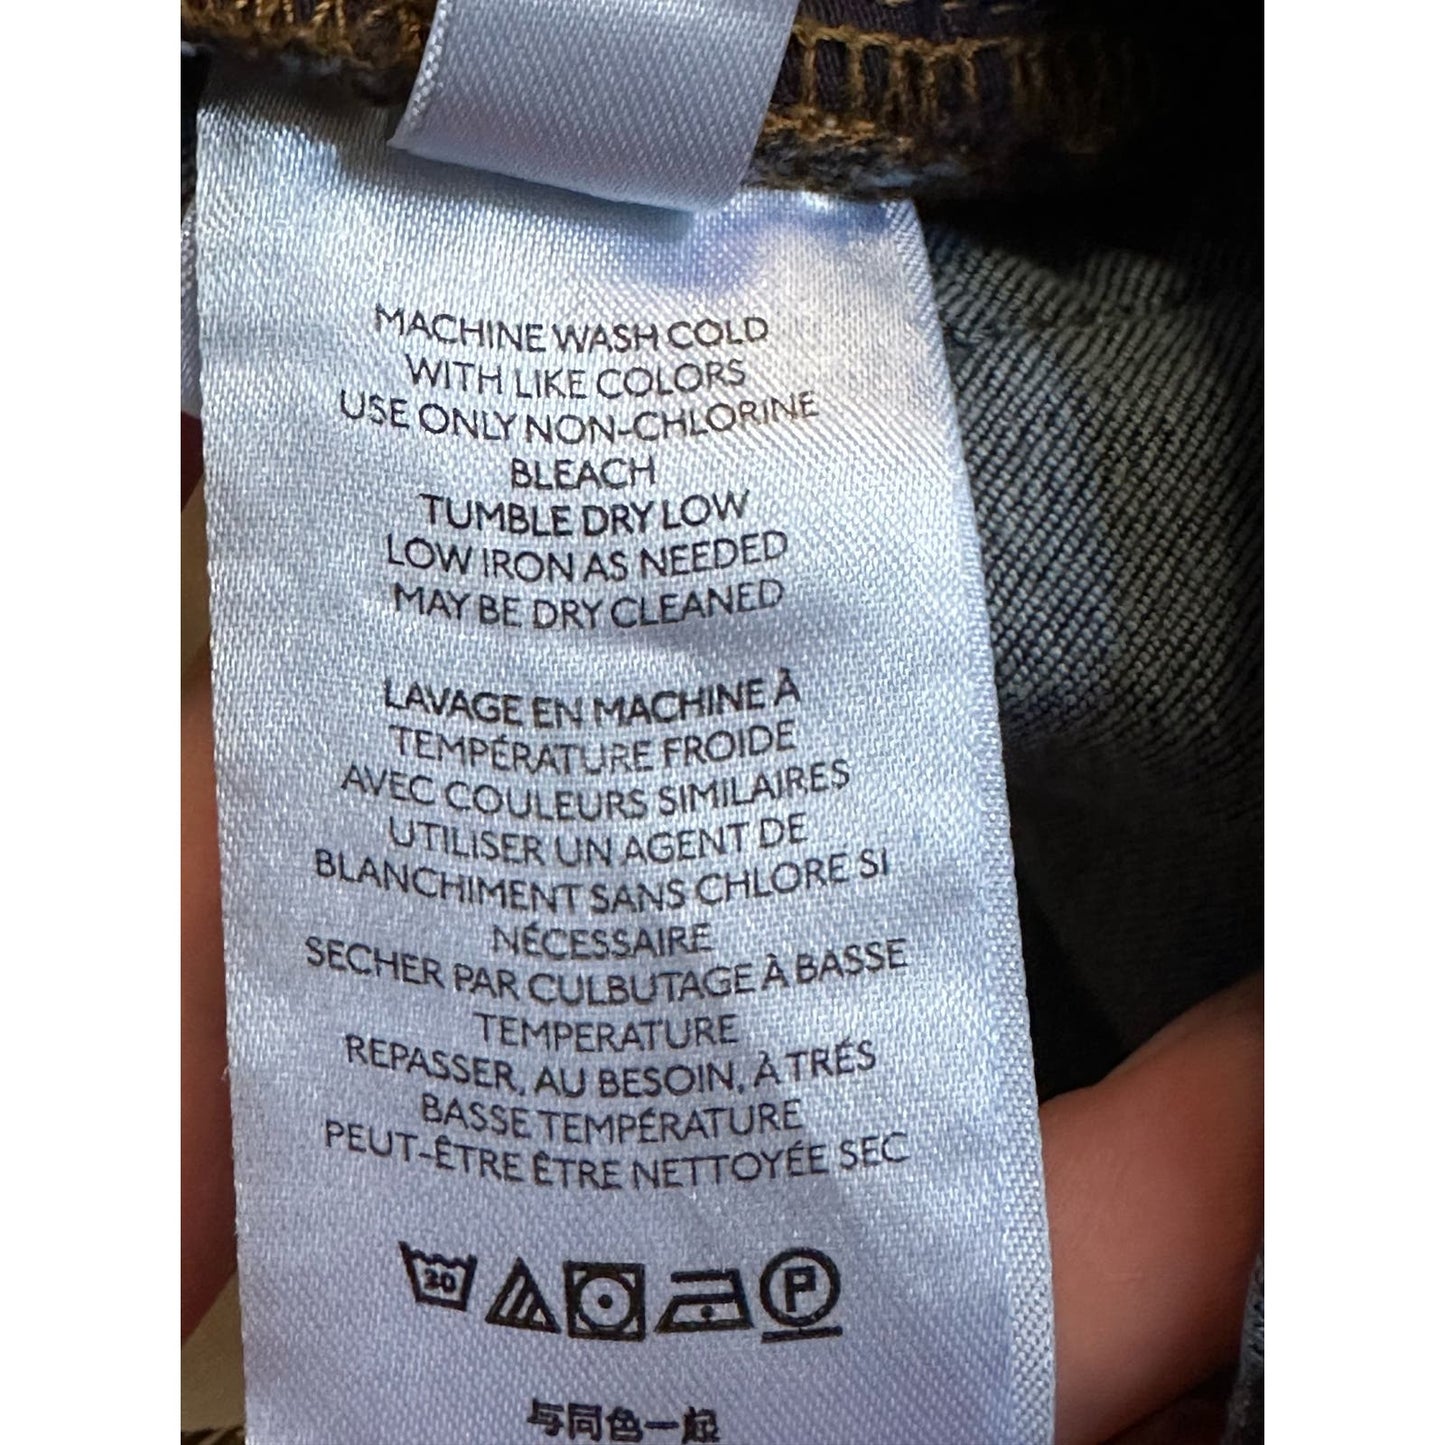 MACHINE WASH COLD
WITH LIKE COLORS
USE ONLY NON-CHLORINE
BLEACH
TUMBLE DRY LOW
LOW IRON AS NEEDED
MAY BE DRY CLEANED
LAVAGE EN MACHINE À
TEMPÉRATURE FROIDE
AVEC COULEURS SIMILAIRES
UTILISER UN AGENT DE
BLANCHIMENT SANS CHLORE SI
NÉCESSAIRE
SECHER PAR CULBUTAGE À BASSE
TEMPERATURE
REPASSER, AU BESOIN, À TRÉS
BASSE TEMPÉRATURE
PEUT-ÊTRE ÊTRE NETTOYÉE SEC
30 P
与同色一起